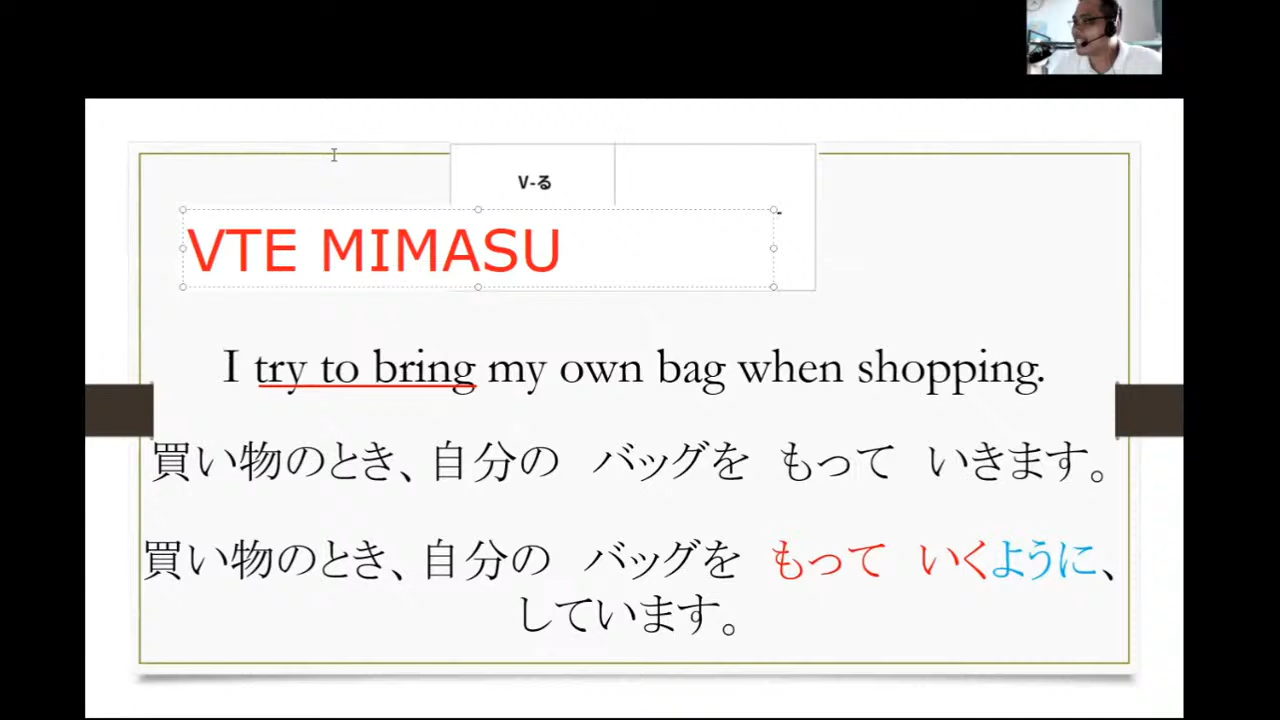 V-る
VTE MIMASU
I try to bring my own bag when shopping.
買い物のとき、自分の　バッグを　もって　いきます。
買い物のとき、自分の　バッグを　もって　いくように、
しています。